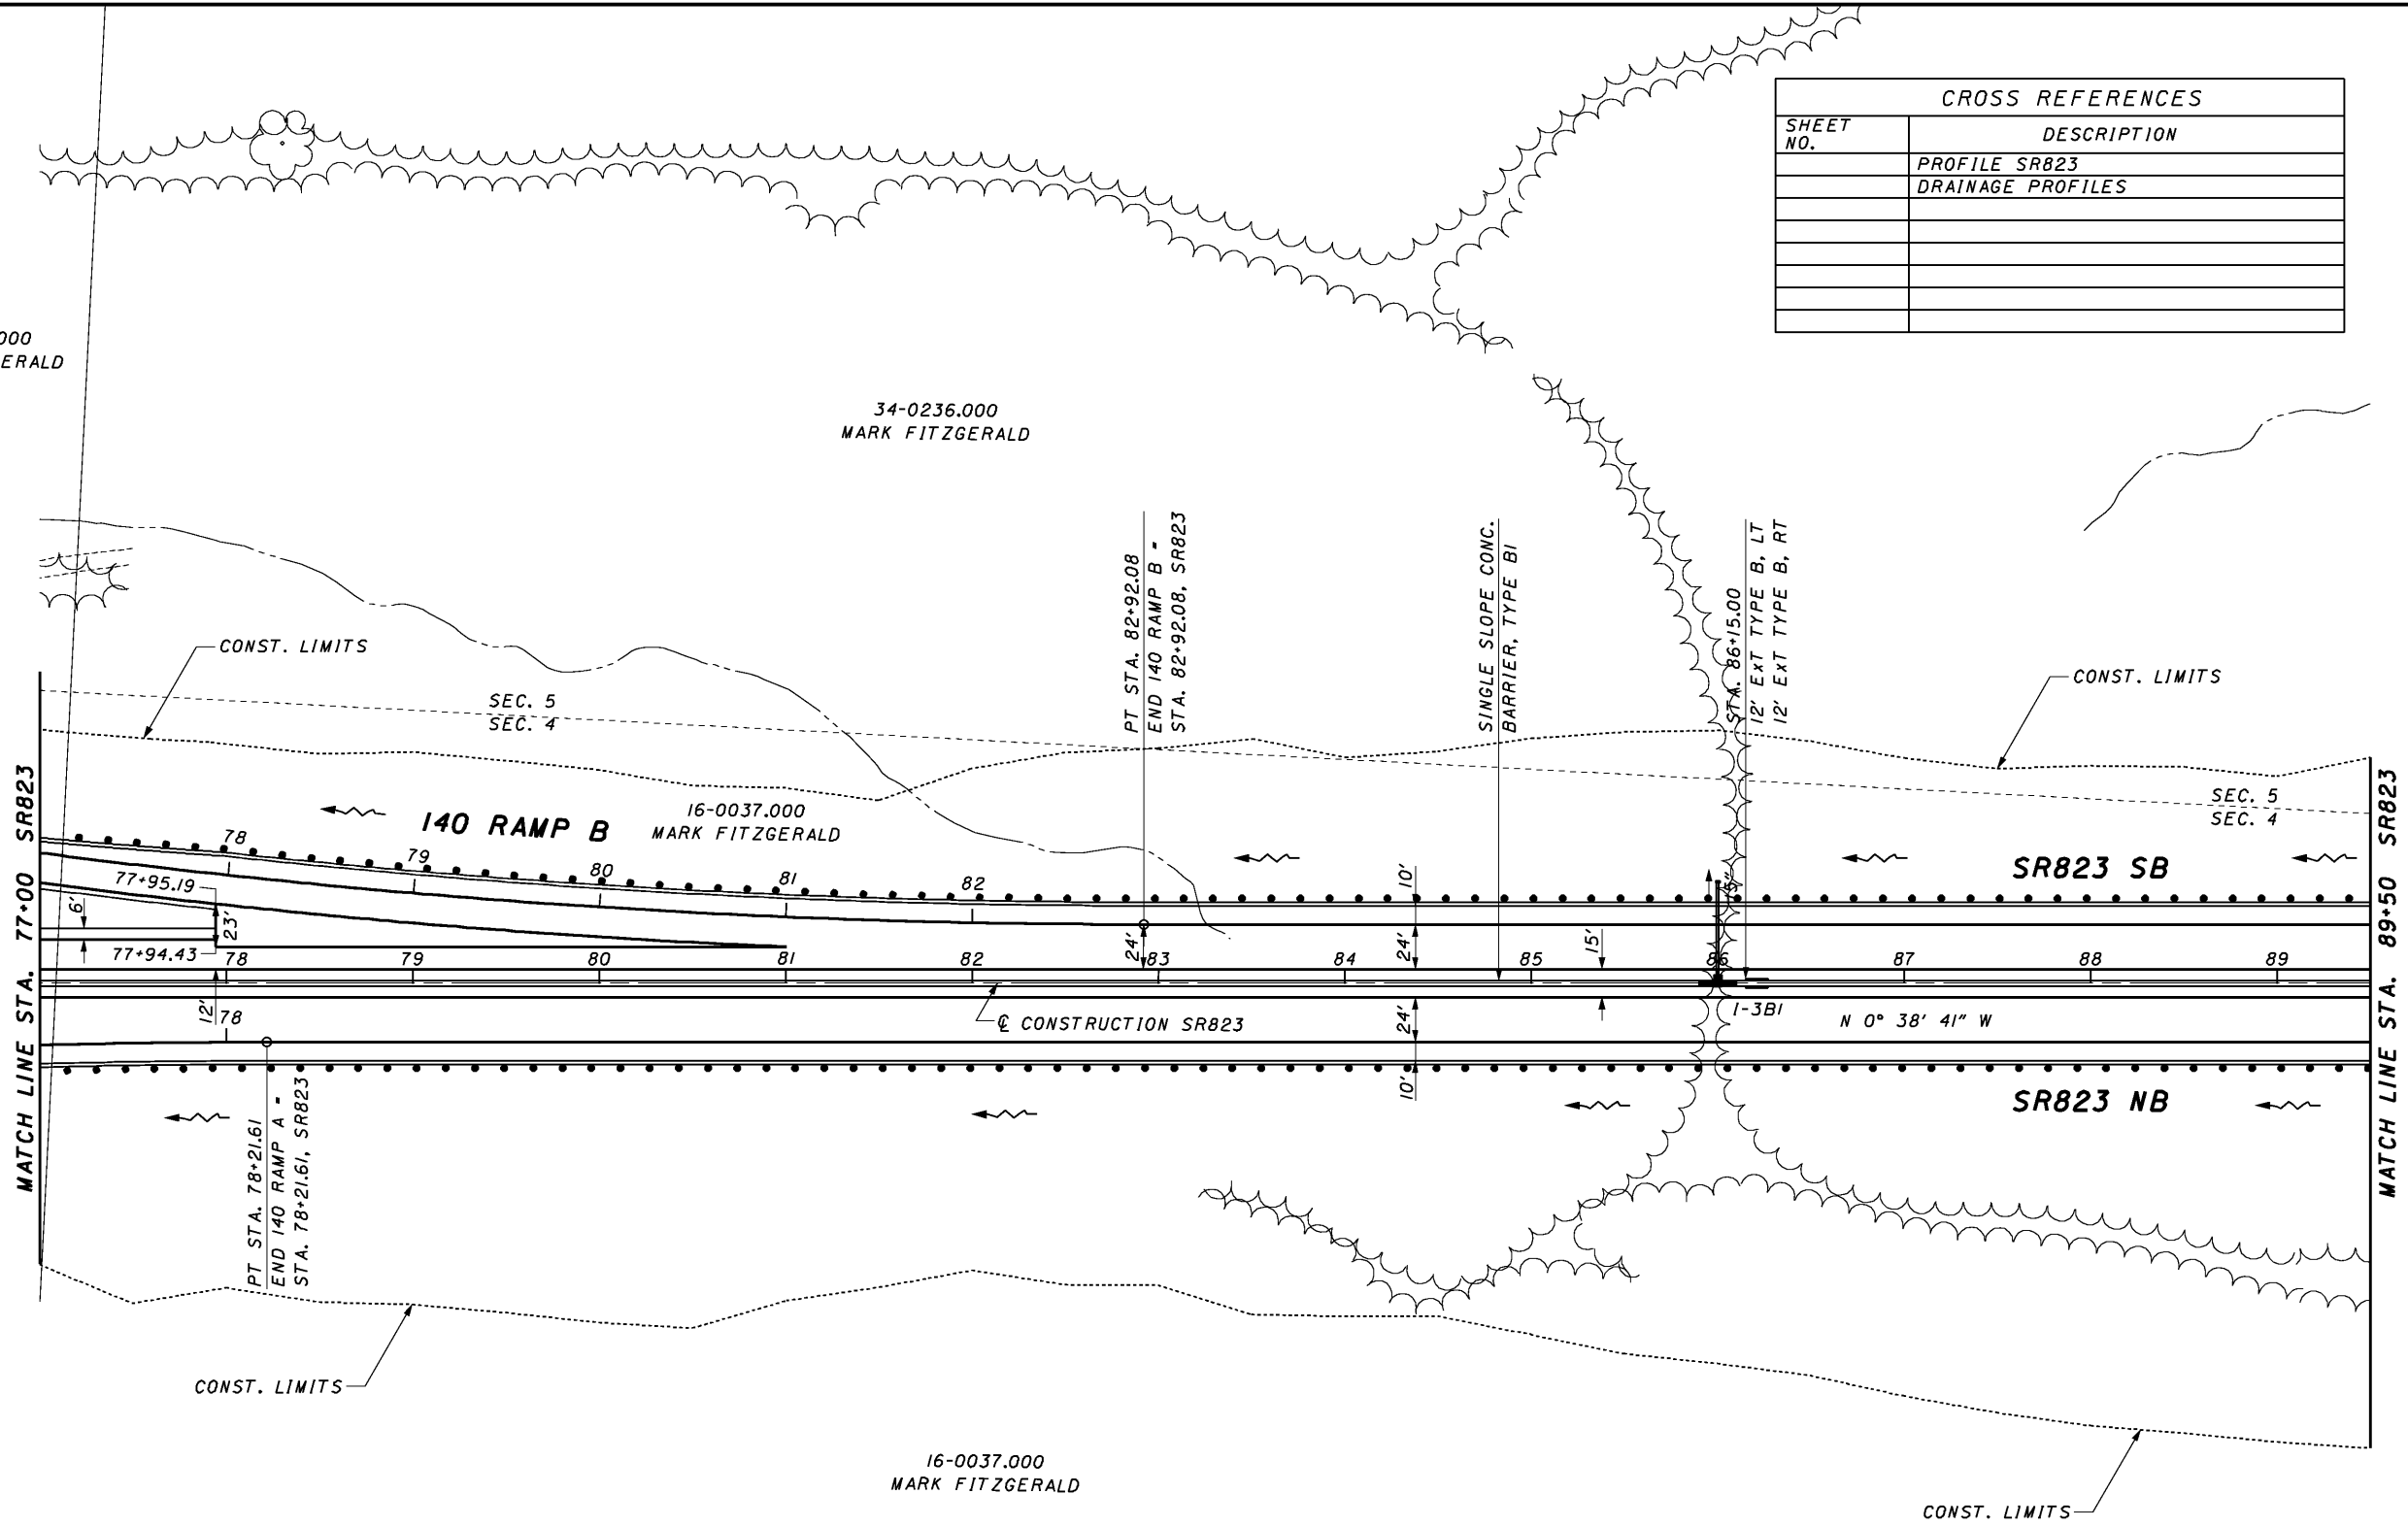 CROSS REFERENCES
SHEET NO.
DESCRIPTION
PROFILE SR823
DRAINAGE PROFILES
000
ERALD
34-0236.000
MARK FITZGERALD
PT STA. 82+92.08
END 140 RAMP B =
STA. 82+92.08, SR823
SINGLE SLOPE CONC.
BARRIER, TYPE B1
STA. 86+15.00
12' ExT TYPE B, LT
12' ExT TYPE B, RT
CONST. LIMITS
CONST. LIMITS
SEC. 5
SEC. 4
SEC. 5
SEC. 4
MATCH LINE STA. 77+00 SR823
MATCH LINE STA. 89+50 SR823
140 RAMP B
16-0037.000
MARK FITZGERALD
78
79
80
81
82
SR823 SB
77+95.19
6'
23'
77+94.43
24'
10'
24'
15'
15"
78
79
80
81
82
83
84
85
86
87
88
89
12'
78
℄ CONSTRUCTION SR823
24'
10'
1-3B1
N 0° 38' 41" W
SR823 NB
PT STA. 78+21.61
END 140 RAMP A =
STA. 78+21.61, SR823
CONST. LIMITS
16-0037.000
MARK FITZGERALD
CONST. LIMITS